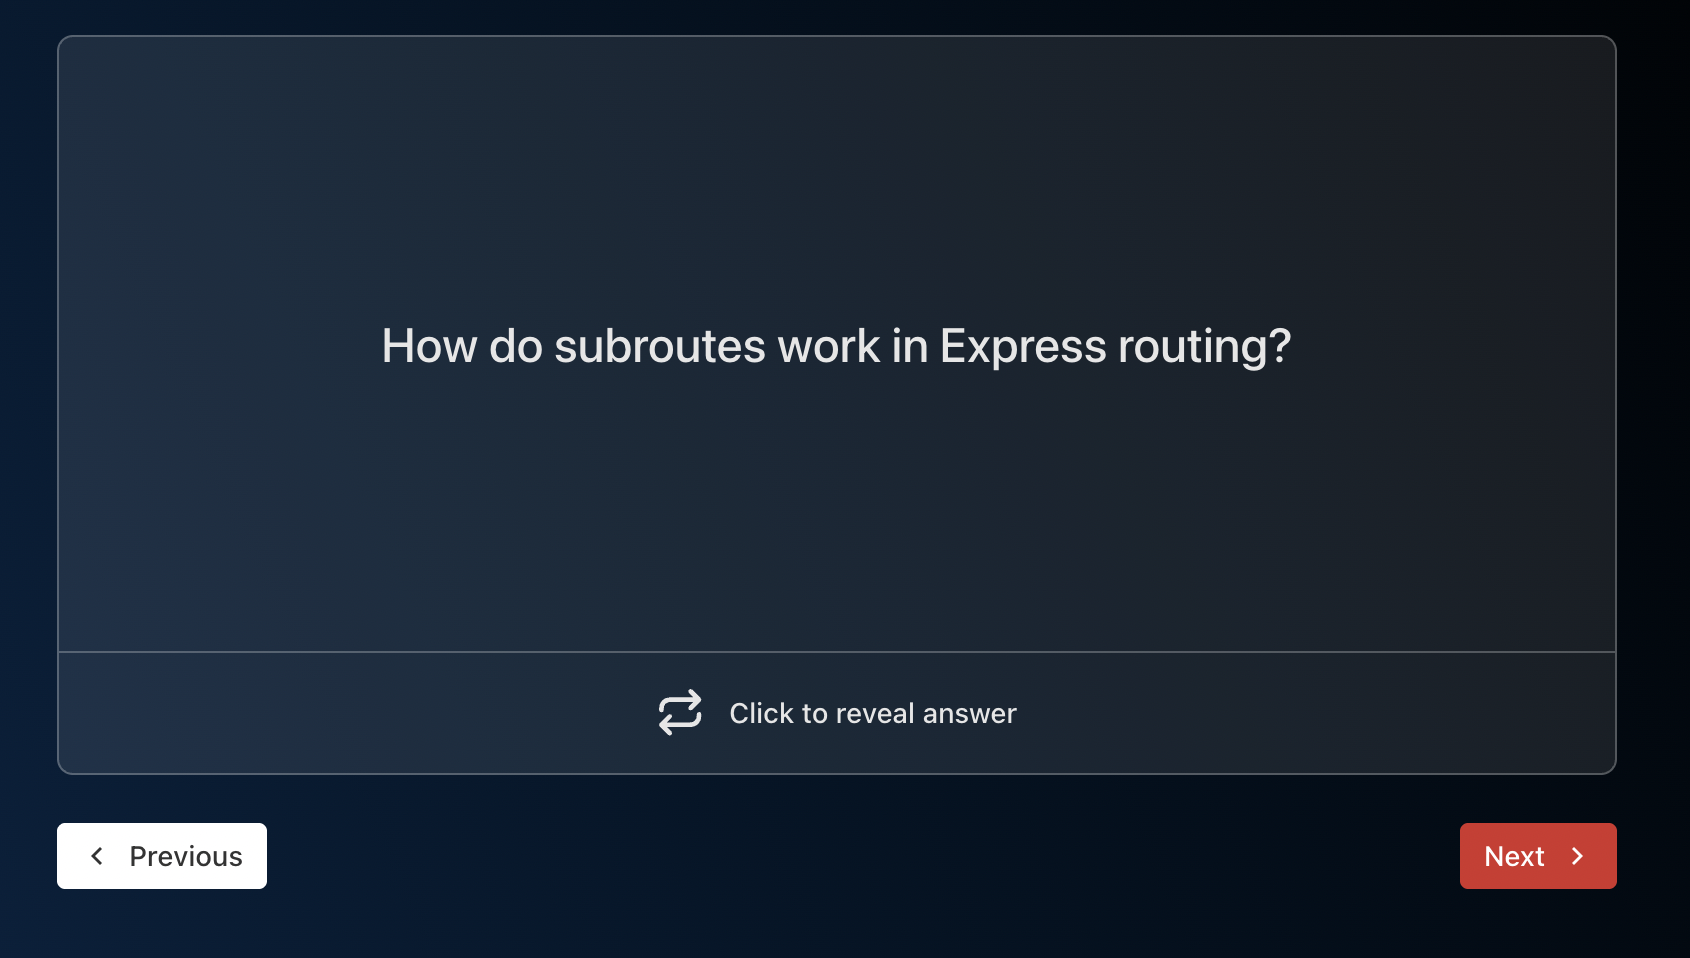 How do subroutes work in Express routing?
Click to reveal answer
Previous
Next